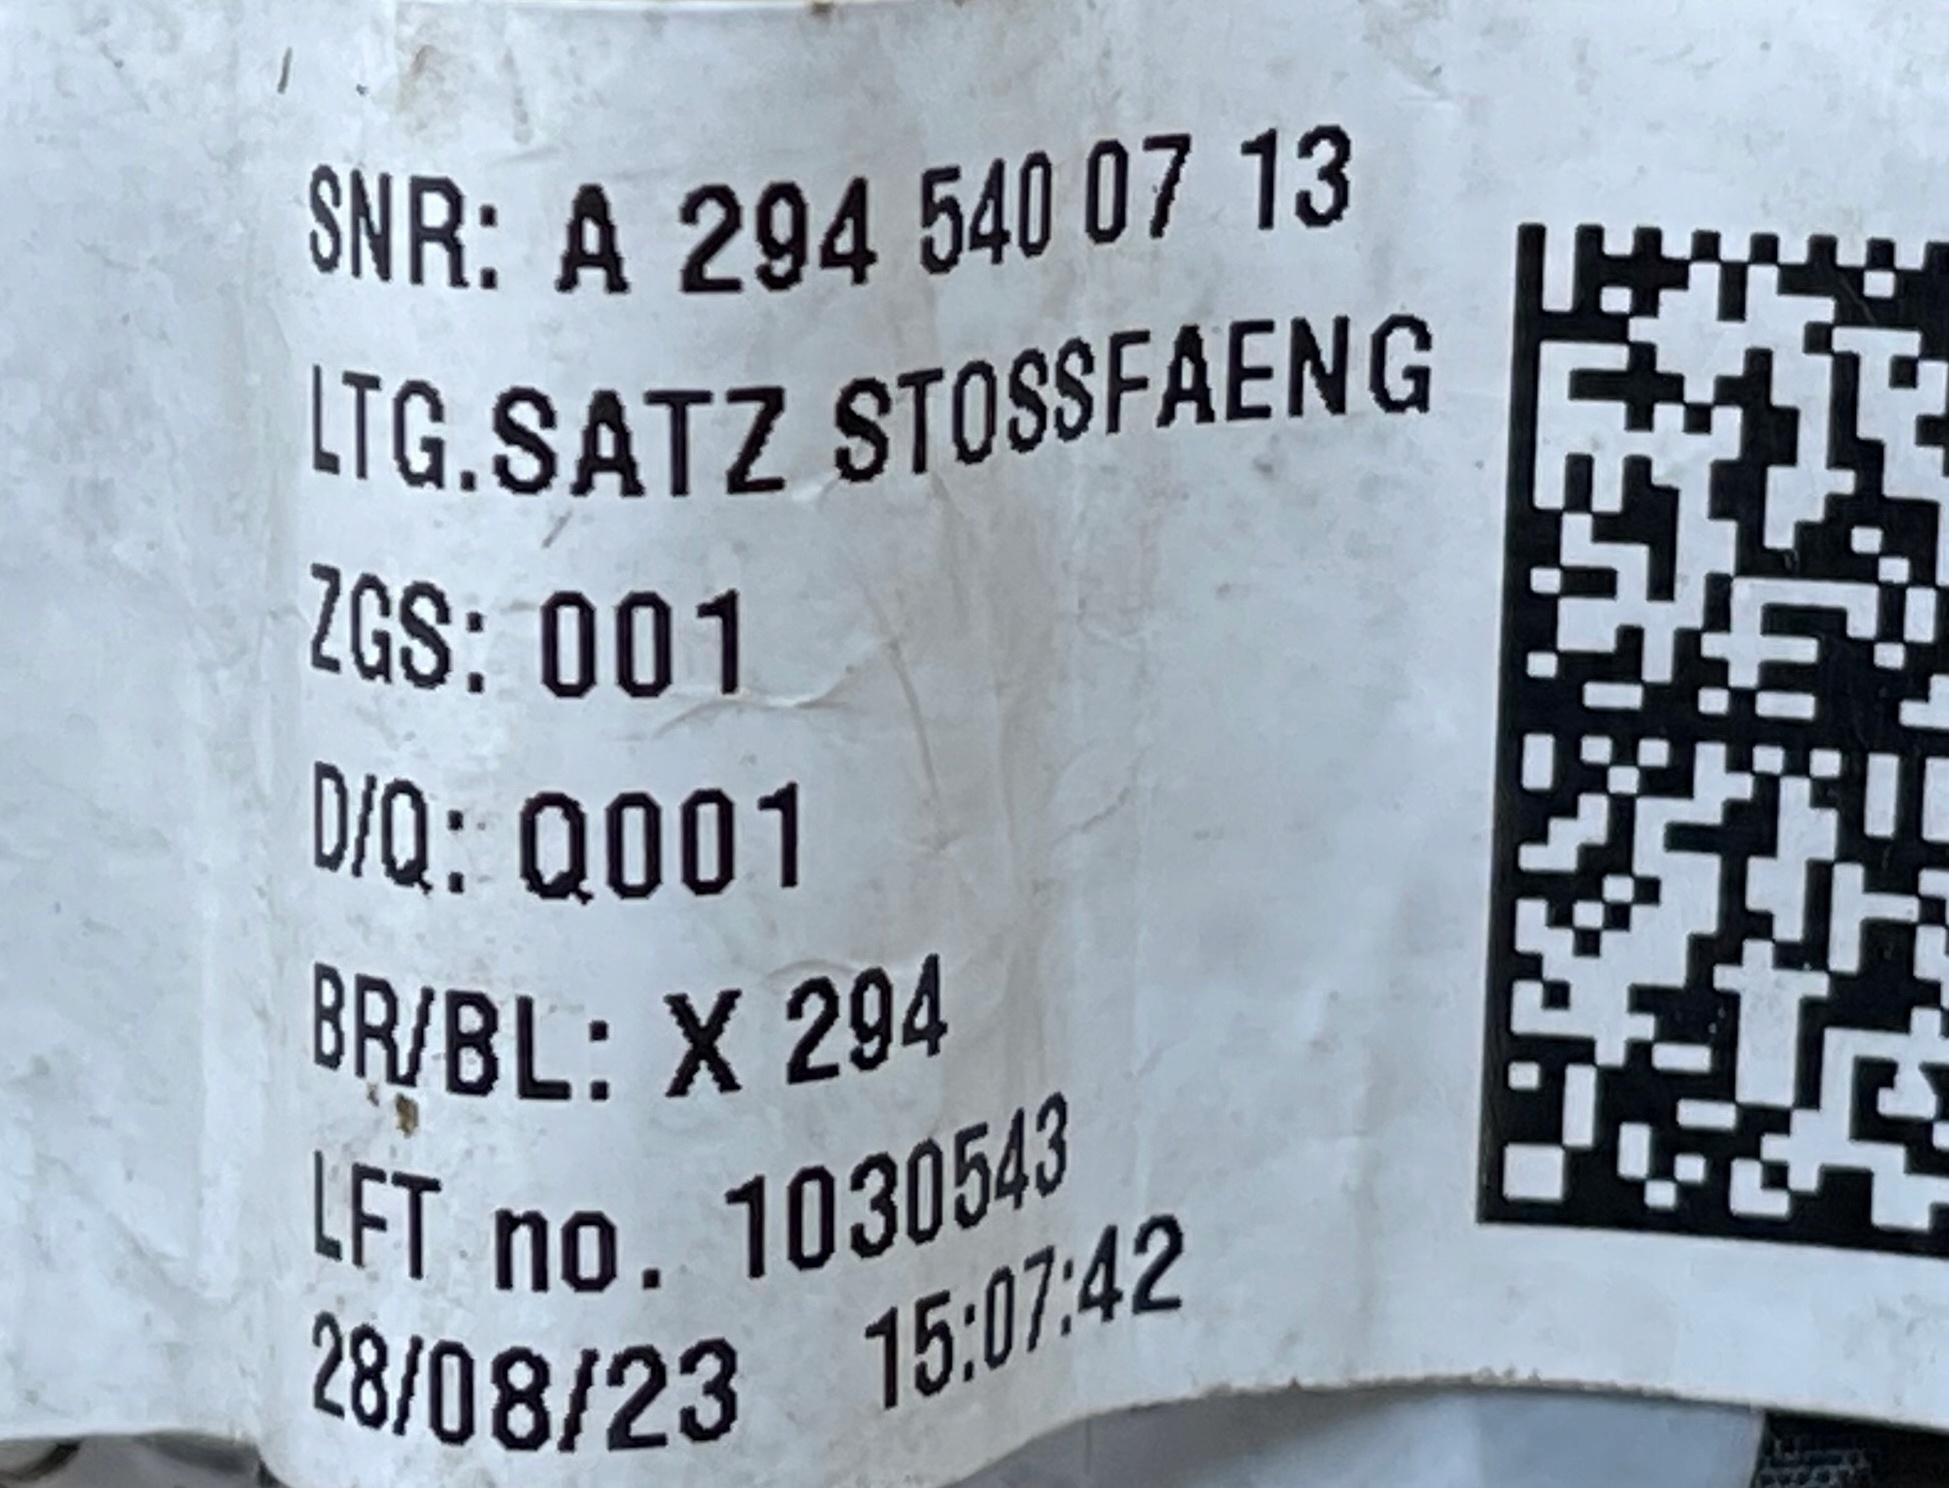 SNR: A 294 540 07 13
LTG.SATZ STOSSFAENG
ZGS: 001
D/Q: Q001
BR/BL: X 294
LFT no. 1030543
28/08/23 15:07:42